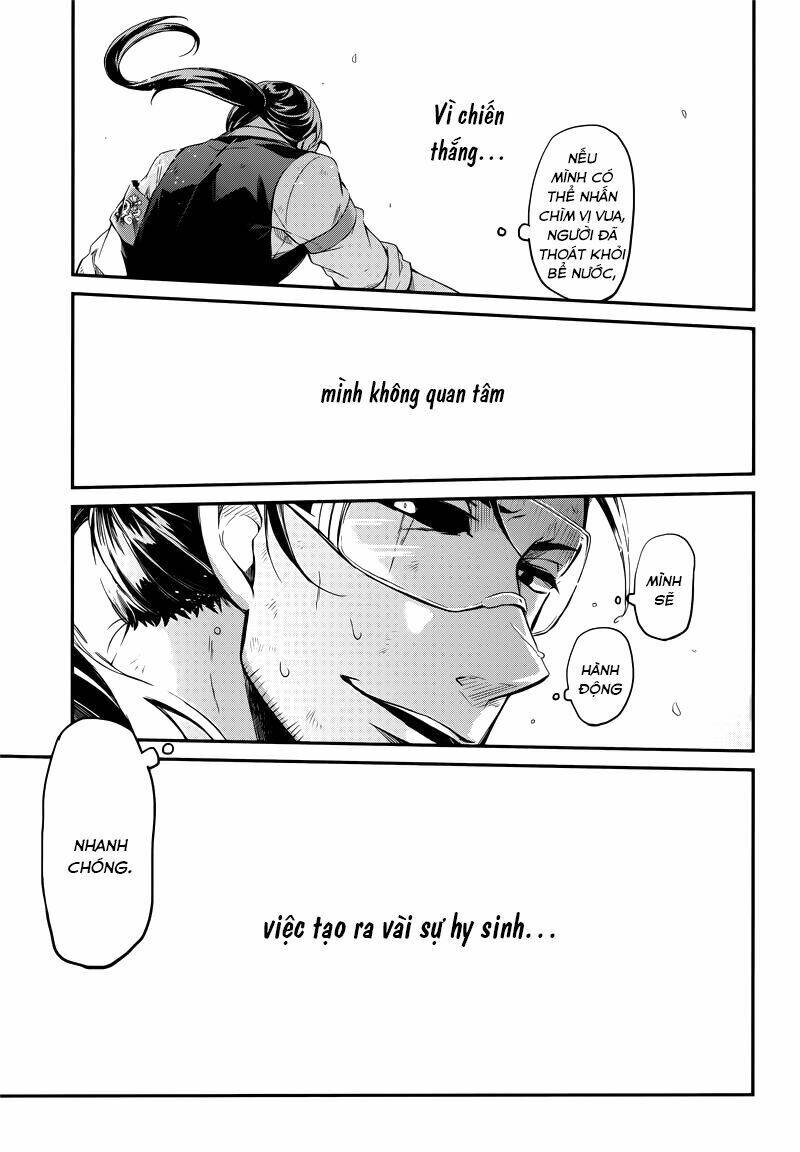 NẾU
MÌNH CÓ
THỂ NHẤN
CHÌM VỊ VUA,
NGƯỜI ĐÃ
THOÁT KHỎI
BỂ NƯỚC,
Vì chiến
thắng...
mình không quan tâm
MÌNH
SẼ
HÀNH
ĐỘNG
NHANH
CHÓNG.
việc tạo ra vài sự hy sinh...